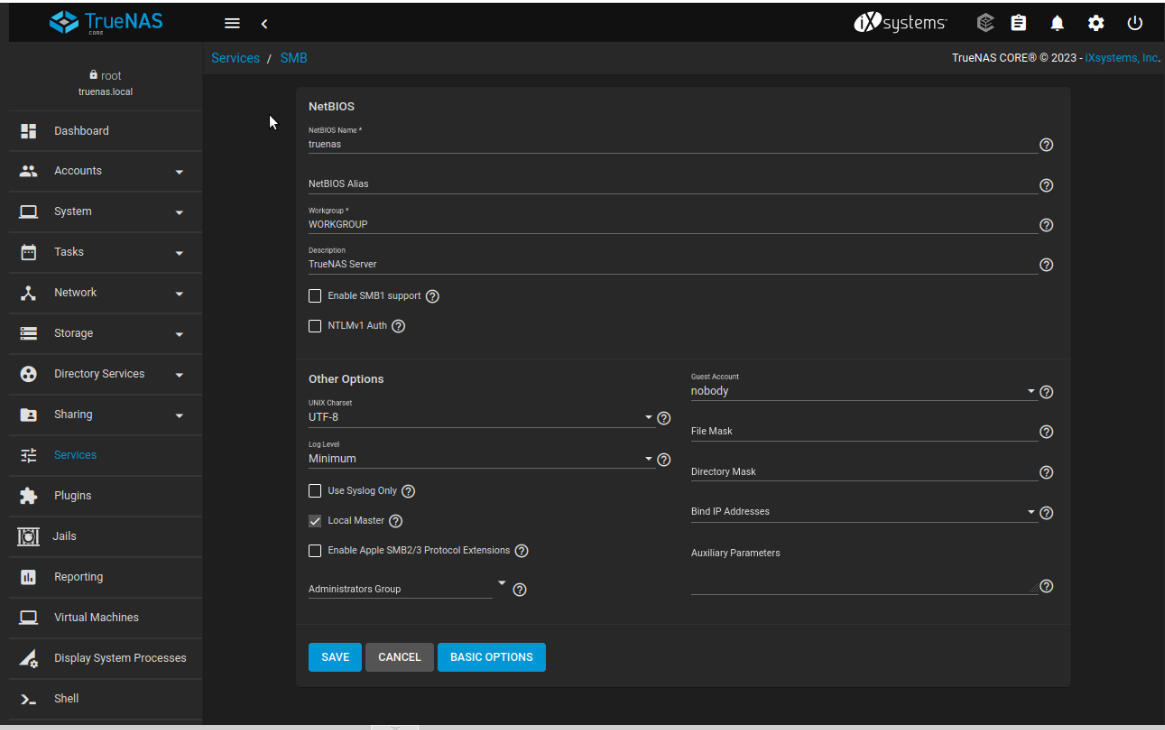 TrueNAS
CORE
iXsystems
root
truenas.local
Services / SMB
TrueNAS CORE® © 2023 - iXsystems, Inc.
Dashboard
Accounts
System
Tasks
Network
Storage
Directory Services
Sharing
Services
Plugins
Jails
Reporting
Virtual Machines
Display System Processes
Shell
NetBIOS
NetBIOS Name *
truenas
NetBIOS Alias
Workgroup *
WORKGROUP
Description
TrueNAS Server
Enable SMB1 support
NTLMv1 Auth
Other Options
UNIX Charset
UTF-8
Log Level
Minimum
Use Syslog Only
Local Master
Enable Apple SMB2/3 Protocol Extensions
Administrators Group
Guest Account
nobody
File Mask
Directory Mask
Bind IP Addresses
Auxiliary Parameters
SAVE CANCEL BASIC OPTIONS